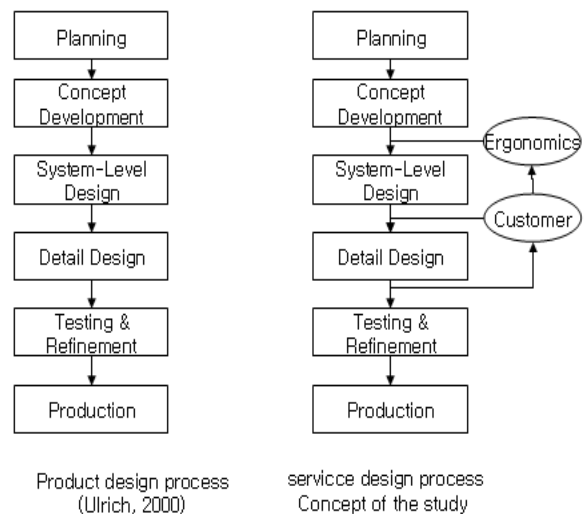 Planning
Concept
Development
System-Level
Design
Detail Design
Testing &
Refinement
Production
Product design process
(Ulrich, 2000)
Planning
Concept
Development
Ergonomics
System-Level
Design
Customer
Detail Design
Testing &
Refinement
Production
servicce design process
Concept of the study